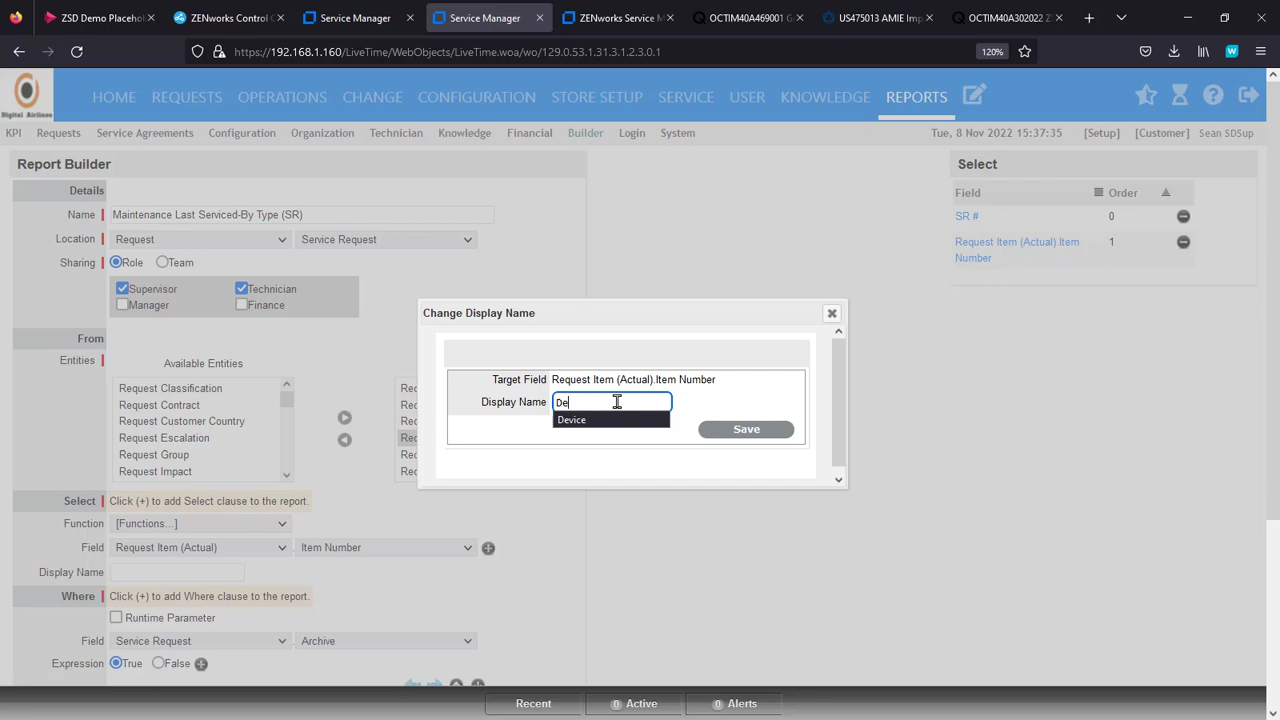 ZSD Demo Placehol
ZENworks Control C
Service Manager
Service Manager
ZENworks Service M
OCTIM40A469001 G
US475013 AMIE Imp
OCTIM40A302022 Z
https://192.168.1.160/LiveTime/WebObjects/LiveTime.woa/wo/129.0.53.1.31.3.1.2.3.0.1
120%
Digital Airlines
HOME REQUESTS OPERATIONS CHANGE CONFIGURATION STORE SETUP SERVICE USER KNOWLEDGE REPORTS
KPI Requests Service Agreements Configuration Organization Technician Knowledge Financial Builder Login System
Tue, 8 Nov 2022 15:37:35 [Setup] [Customer] Sean SDSup
Report Builder
Details
Name Maintenance Last Serviced-By Type (SR)
Location Request Service Request
Sharing Role Team
Supervisor Technician
Manager Finance
From
Entities Available Entities
Request Classification
Request Contract
Request Customer Country
Request Escalation
Request Group
Request Impact
Rec
Rec
Rec
Rec
Rec
Rec
Select Click (+) to add Select clause to the report.
Function [Functions...]
Field Request Item (Actual) Item Number
Display Name
Where Click (+) to add Where clause to the report.
Runtime Parameter
Field Service Request Archive
Expression True False
Change Display Name
Target Field Request Item (Actual).Item Number
Display Name De
Device
Save
Select
Field Order
SR # 0
Request Item (Actual).Item Number 1
Recent 0 Active 0 Alerts